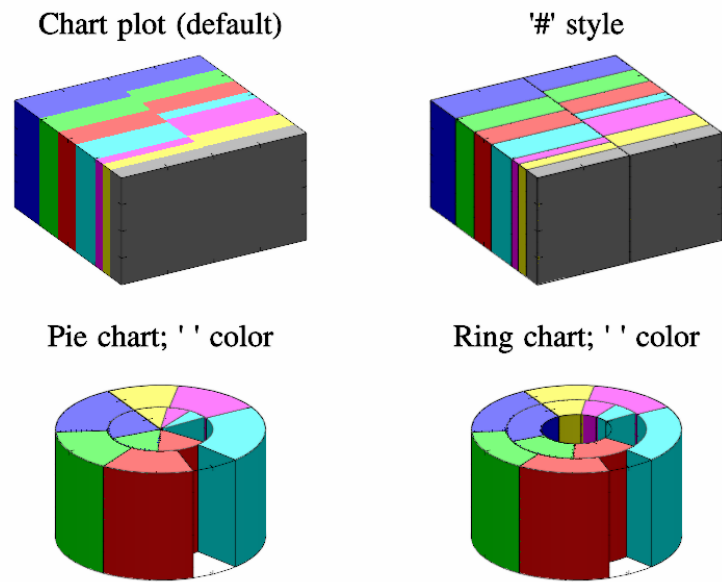 Chart plot (default)
'#' style
Pie chart; ' ' color
Ring chart; ' ' color